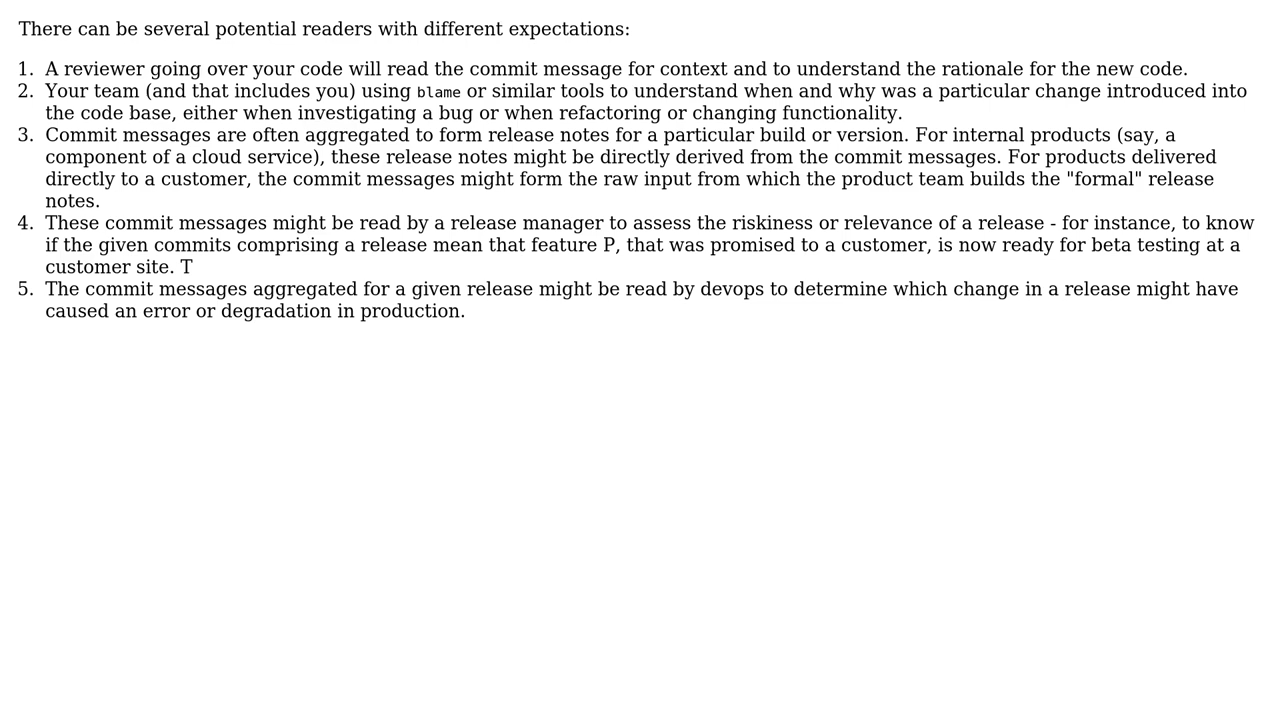 There can be several potential readers with different expectations:
1. A reviewer going over your code will read the commit message for context and to understand the rationale for the new code.
2. Your team (and that includes you) using blame or similar tools to understand when and why was a particular change introduced into
the code base, either when investigating a bug or when refactoring or changing functionality.
3. Commit messages are often aggregated to form release notes for a particular build or version. For internal products (say, a
component of a cloud service), these release notes might be directly derived from the commit messages. For products delivered
directly to a customer, the commit messages might form the raw input from which the product team builds the "formal" release
notes.
4. These commit messages might be read by a release manager to assess the riskiness or relevance of a release - for instance, to know
if the given commits comprising a release mean that feature P, that was promised to a customer, is now ready for beta testing at a
customer site. T
5. The commit messages aggregated for a given release might be read by devops to determine which change in a release might have
caused an error or degradation in production.